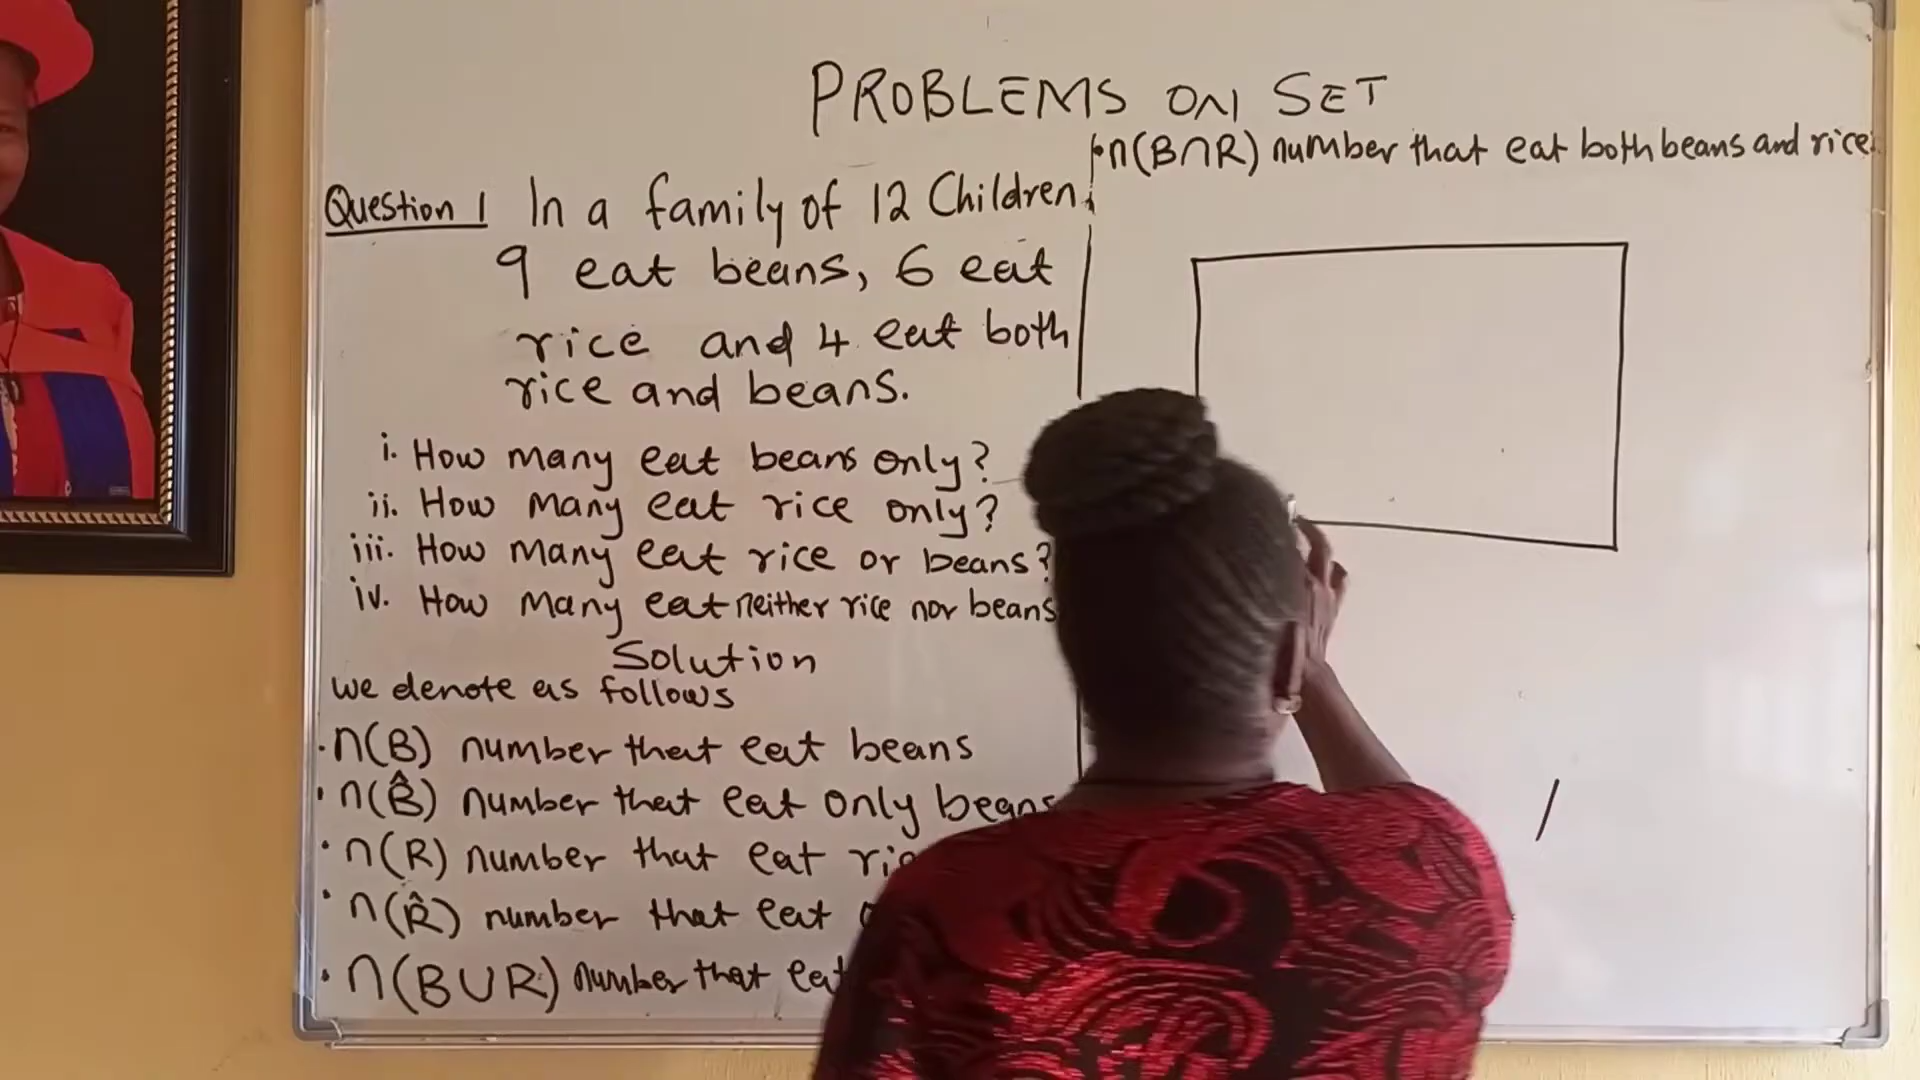 PROBLEMS ON SET
Question 1 In a family of 12 Children
9 eat beans, 6 eat
rice and 4 eat both
rice and beans.
i. How many eat beans only?
ii. How many eat rice only?
iii. How many eat rice or beans?
iv. How many eat neither rice nor beans
Solution
we denote as follows
· n(B) number that eat beans
· n(B̂) number that eat only beans
· n(R) number that eat
· n(R̂) number that eat
· n(B∪R) number that eat
· n(B∩R) number that eat both beans and rice.